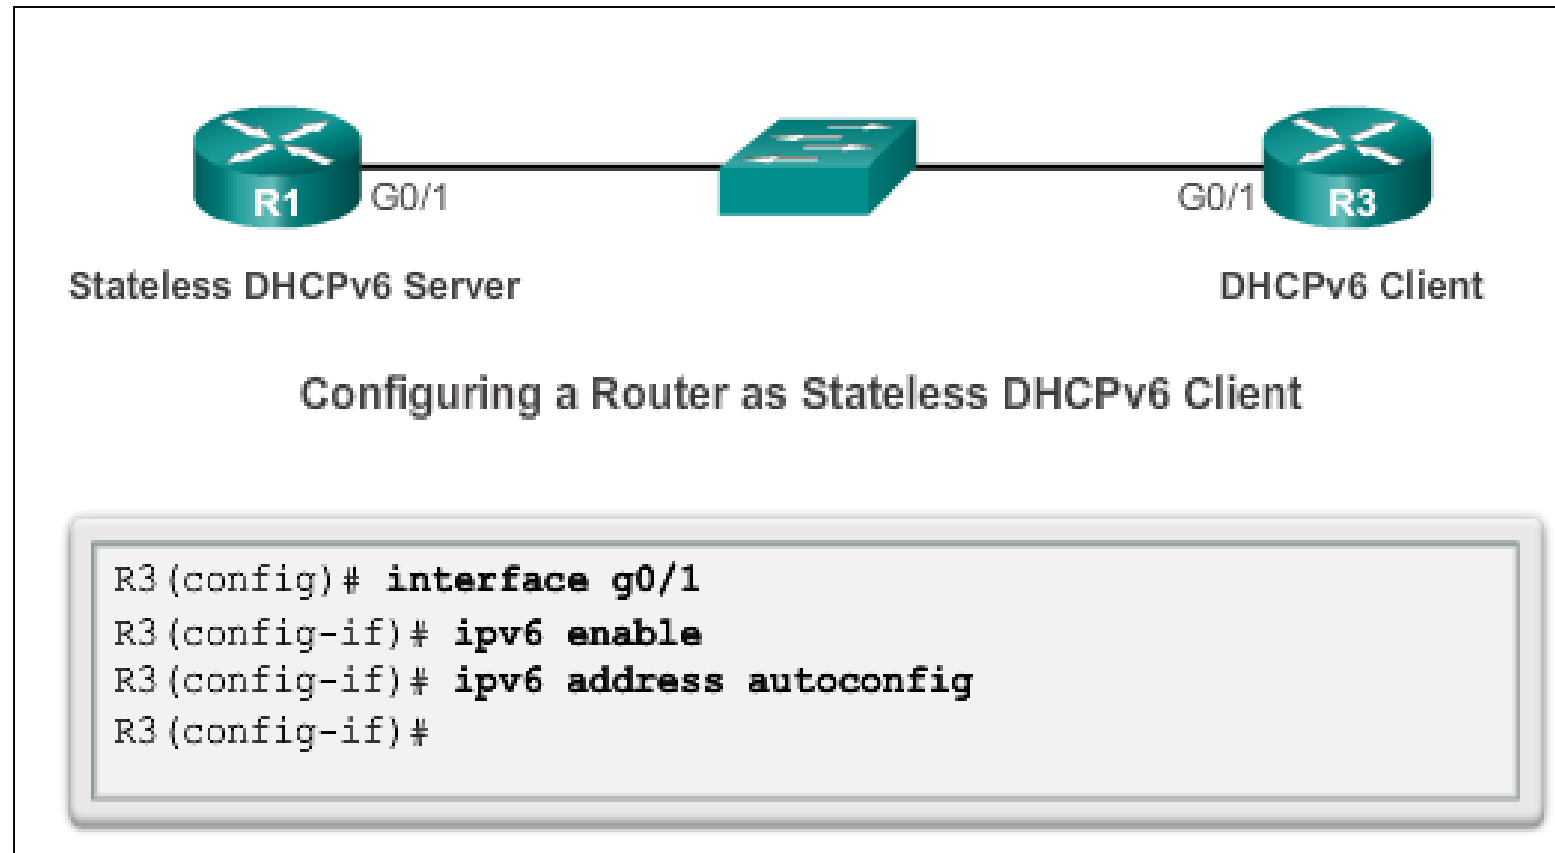 R1 G0/1 G0/1 R3
Stateless DHCPv6 Server DHCPv6 Client
Configuring a Router as Stateless DHCPv6 Client
R3(config)# interface g0/1
R3(config-if)# ipv6 enable
R3(config-if)# ipv6 address autoconfig
R3(config-if)#